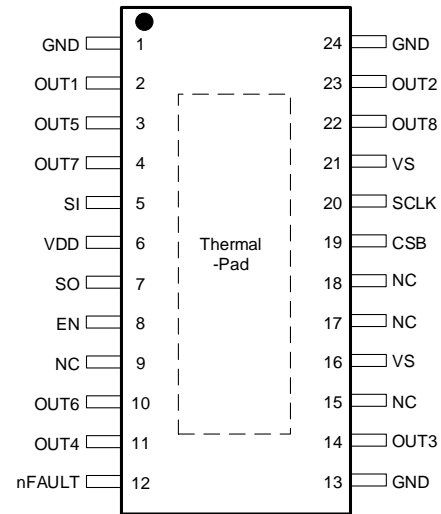 GND 1 24 GND
OUT1 2 23 OUT2
OUT5 3 22 OUT8
OUT7 4 21 VS
SI 5 20 SCLK
VDD 6 Thermal 19 CSB
-Pad
SO 7 18 NC
EN 8 17 NC
NC 9 16 VS
OUT6 10 15 NC
OUT4 11 14 OUT3
nFAULT 12 13 GND